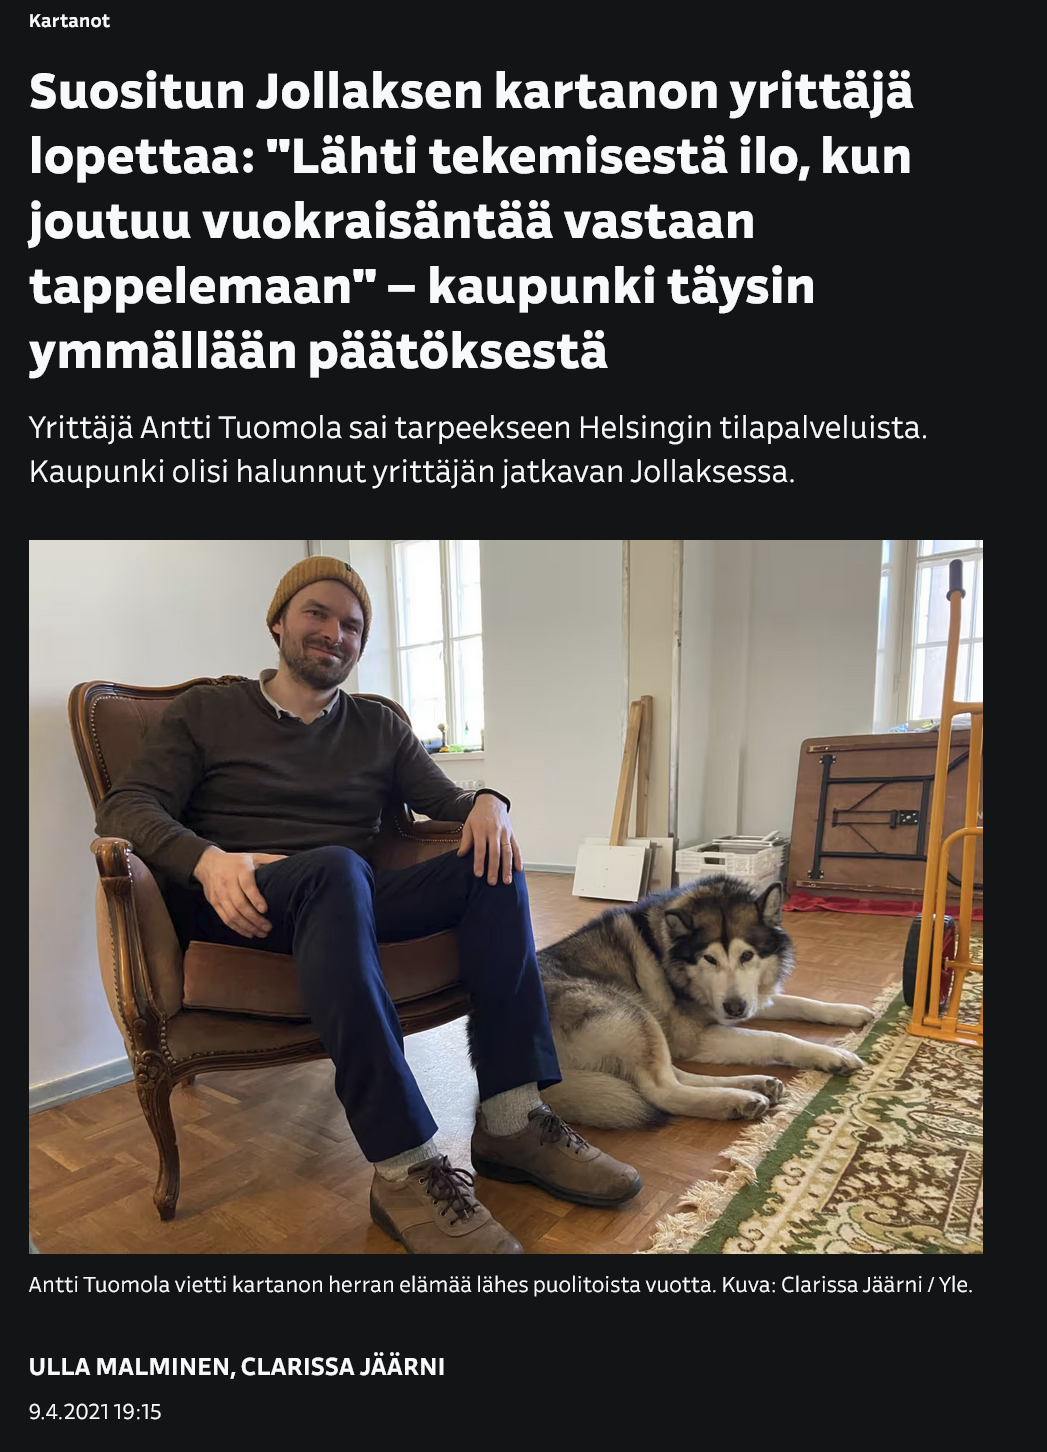 Kartanot
Suositun Jollaksen kartanon yrittäjä
lopettaa: "Lähti tekemisestä ilo, kun
joutuu vuokraisäntää vastaan
tappelemaan" – kaupunki täysin
ymmällään päätöksestä
Yrittäjä Antti Tuomola sai tarpeekseen Helsingin tilapalveluista.
Kaupunki olisi halunnut yrittäjän jatkavan Jollaksessa.
Antti Tuomola vietti kartanon herran elämää lähes puolitoista vuotta. Kuva: Clarissa Jäärni / Yle.
ULLA MALMINEN, CLARISSA JÄÄRNI
9.4.2021 19:15